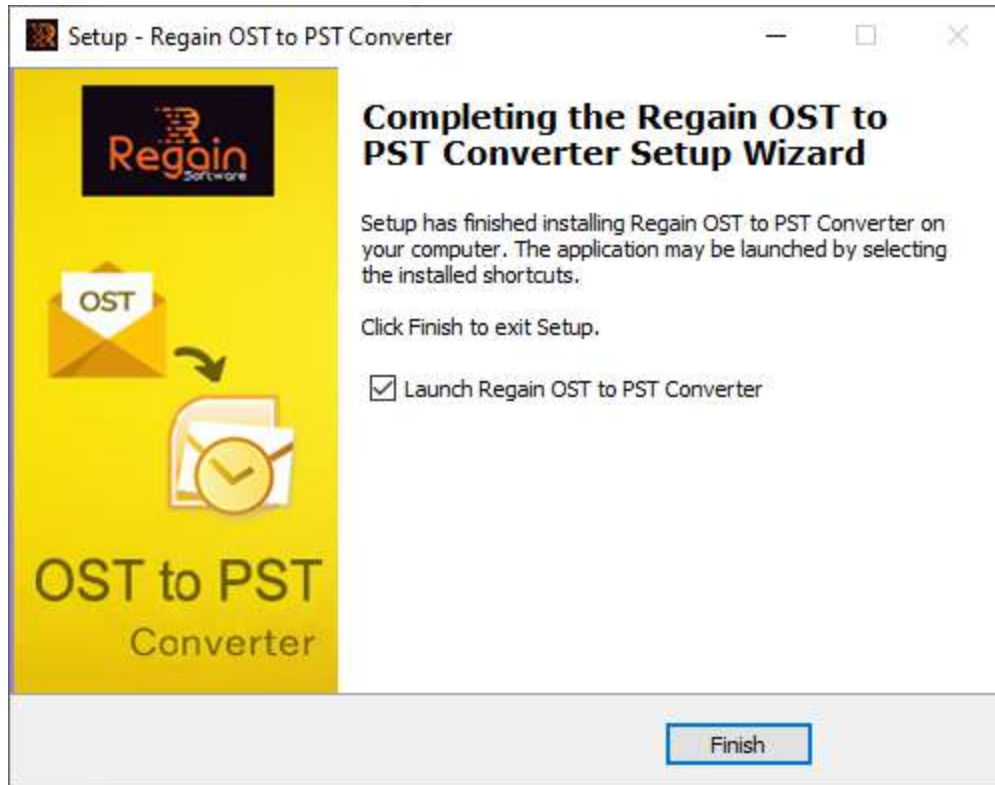 Setup - Regain OST to PST Converter
Regain
Software
OST
OST to PST
Converter
Completing the Regain OST to
PST Converter Setup Wizard
Setup has finished installing Regain OST to PST Converter on
your computer. The application may be launched by selecting
the installed shortcuts.
Click Finish to exit Setup.
Launch Regain OST to PST Converter
Finish